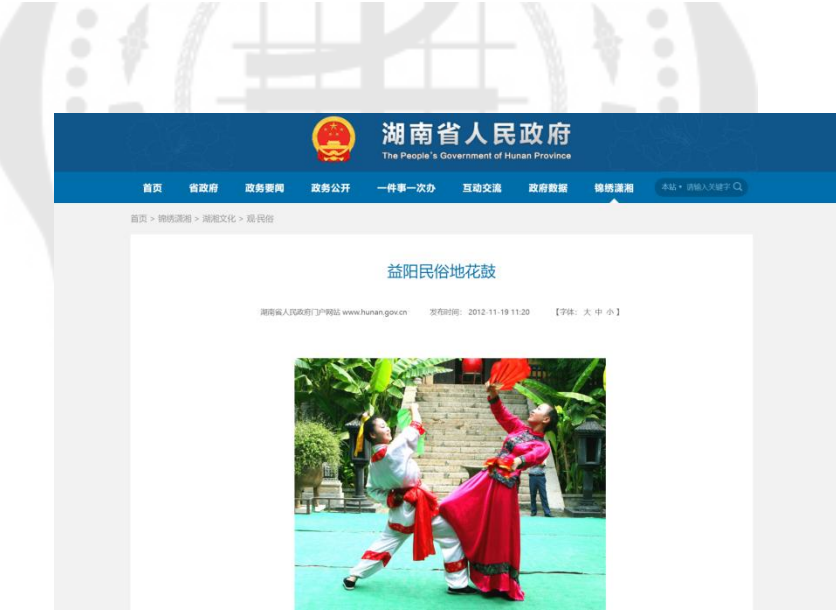 湖南省人民政府
The People's Government of Hunan Province
首页 省政府 政务要闻 政务公开 一件事一次办 互动交流 政府数据 锦绣潇湘 本站 请输入关键字
首页 > 锦绣潇湘 > 湖湘文化 > 观·民俗
益阳民俗地花鼓
湖南省人民政府门户网站 www.hunan.gov.cn 发布时间: 2012-11-19 11:20 【字体: 大 中 小】